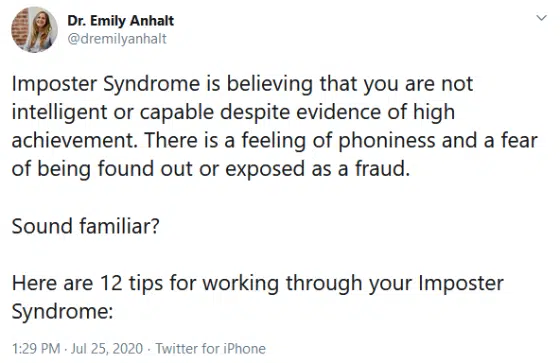 Dr. Emily Anhalt
@dremilyanhalt
Imposter Syndrome is believing that you are not
intelligent or capable despite evidence of high
achievement. There is a feeling of phoniness and a fear
of being found out or exposed as a fraud.
Sound familiar?
Here are 12 tips for working through your Imposter
Syndrome:
1:29 PM · Jul 25, 2020 · Twitter for iPhone